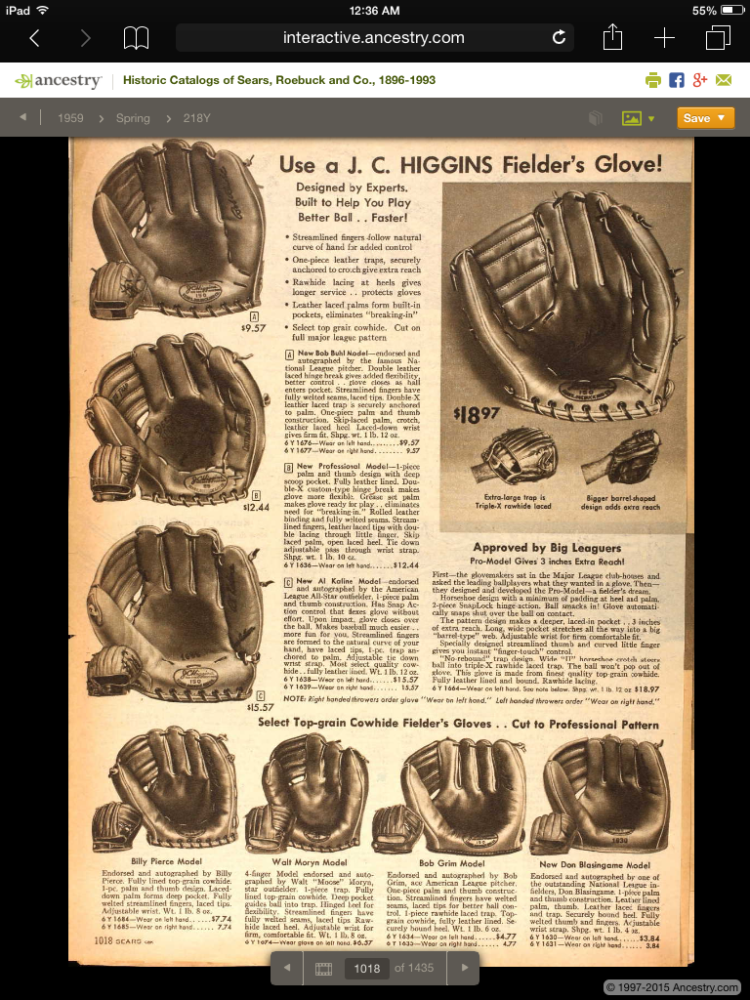 iPad
12:36 AM
55%
interactive.ancestry.com
ancestry
Historic Catalogs of Sears, Roebuck and Co., 1896-1993
1959 > Spring > 218Y
Save
Use a J. C. HIGGINS Fielder's Glove!
Designed by Experts.
Built to Help You Play
Better Ball . . Faster!
• Streamlined fingers follow natural
curve of hand for added control
• One-piece leather traps, securely
anchored to crotch give extra reach
• Rawhide lacing at heels gives
longer service . . protects gloves
• Leather laced palms form built-in
pockets, eliminates "breaking-in"
• Select top grain cowhide. Cut on
full major league pattern
A
$9.57
B
$12.44
C
$15.57
A New Bob Buhl Model—endorsed and
autographed by the famous Na-
tional League pitcher. Double leather
laced hinge break gives added flexibility,
better control . . glove closes as ball
enters pocket. Streamlined fingers have
fully welted seams, laced tips. Double-X
leather laced trap is securely anchored
to palm. One-piece palm and thumb
construction. Skip-laced palm, crotch,
leather laced heel. Laced-down wrist
gives firm fit. Shpg. wt. 1 lb. 12 oz.
6 Y 1676—Wear on left hand........$9.57
6 Y 1677—Wear on right hand........ 9.57
B New Professional Model—1-piece
palm and thumb design with deep
scoop pocket. Fully leather lined. Dou-
ble-X custom-type hinge break makes
glove more flexible. Grease set palm
makes glove ready for play . . eliminates
need for "breaking-in." Rolled leather
binding and fully welted seams. Stream-
lined fingers, leather laced tips with dou-
ble lacing through little finger. Skip
laced palm, open laced heel. Tie down
adjustable pass through wrist strap.
Shpg. wt. 1 lb. 10 oz.
6 Y 1636—Wear on left hand......$12.44
C New Al Kaline Model—endorsed
and autographed by the American
League All-Star outfielder. 1-piece palm
and thumb construction. Has Snap Ac-
tion control that flexes glove without
effort. Upon impact, glove closes over
the ball. Makes baseball much easier . .
more fun for you. Streamlined fingers
are formed to the natural curve of your
hand, have laced tips, 1-pc. trap an-
chored to palm. Adjustable tie down
wrist strap. Most select quality cow-
hide . . fully leather lined. Wt. 1 lb. 12 oz.
6 Y 1638—Wear on left hand......$15.57
6 Y 1639—Wear on right hand...... 15.57
$18.97
Extra-large trap is
Triple-X rawhide laced
Bigger barrel-shaped
design adds extra reach
Approved by Big Leaguers
Pro-Model Gives 3 inches Extra Reach!
First—the glovemakers sat in the Major League club-houses and
asked the leading ballplayers what they wanted in a glove. Then—
they designed and developed the Pro-Model—a fielder's dream.
Horseshoe design with a minimum of padding at heel and palm.
2-piece SnapLock hinge-action. Ball smacks in! Glove automati-
cally snaps shut over the ball on contact.
The pattern design makes a deeper, laced-in pocket . . 3 inches
of extra reach. Long, wide pocket stretches all the way into a big
"barrel-type" web. Adjustable wrist for firm comfortable fit.
Specially designed streamlined thumb and curved little finger
gives you instant "finger-touch" control.
"No-rebound" trap design. Wide "U" horseshoe crotch steers
ball into triple-X rawhide laced trap. The ball won't pop out of
glove. This glove is made from finest quality top-grain cowhide.
Fully leather lined and bound. Rawhide lacing.
6 Y 1664—Wear on left hand. See note below. Shpg. wt. 1 lb. 12 oz $18.97
NOTE: Right handed throwers order glove "Wear on left hand." Left handed throwers order "Wear on right hand."
Select Top-grain Cowhide Fielder's Gloves . . Cut to Professional Pattern
Billy Pierce Model
Endorsed and autographed by Billy
Pierce. Fully lined top-grain cowhide.
1-pc. palm and thumb design. Laced-
down palm forms deep pocket. Fully
welted streamlined fingers, laced tips.
Adjustable wrist. Wt. 1 lb. 8 oz.
6 Y 1684—Wear on left hand......$7.74
6 Y 1685—Wear on right hand..... 7.74
Walt Moryn Model
4-finger Model endorsed and auto-
graphed by Walt "Moose" Moryn,
star outfielder. 1-piece trap. Fully
lined top-grain cowhide. Deep pocket
guides ball into trap. Hinged heel for
flexibility. Streamlined fingers have
fully welted seams, laced tips. Raw-
hide laced heel. Adjustable wrist for
firm, comfortable fit. Wt. 1 lb. 8 oz.
6 Y 1674—Wear glove on left hand. $6.57
Bob Grim Model
Endorsed and autographed by Bob
Grim, ace American League pitcher.
One-piece palm and thumb construc-
tion. Streamlined fingers have welted
seams, laced tips for better ball con-
trol. 1-piece rawhide laced trap. Top-
grain cowhide, fully leather lined. Se-
curely bound heel. Wt. 1 lb. 6 oz.
6 Y 1634—Wear on left hand......$4.77
6 Y 1635—Wear on right hand..... 4.77
New Don Blasingame Model
Endorsed and autographed by one of
the outstanding National League in-
fielders, Don Blasingame. 1-piece palm
and thumb construction. Leather lined
palm, thumb. Leather laced fingers
and trap. Securely bound heel. Fully
welted thumb and fingers. Adjustable
wrist strap. Shpg. wt. 1 lb. 4 oz.
6 Y 1630—Wear on left hand......$3.84
6 Y 1631—Wear on right hand..... 3.84
1018 SEARS
1018 of 1435
© 1997-2015 Ancestry.com